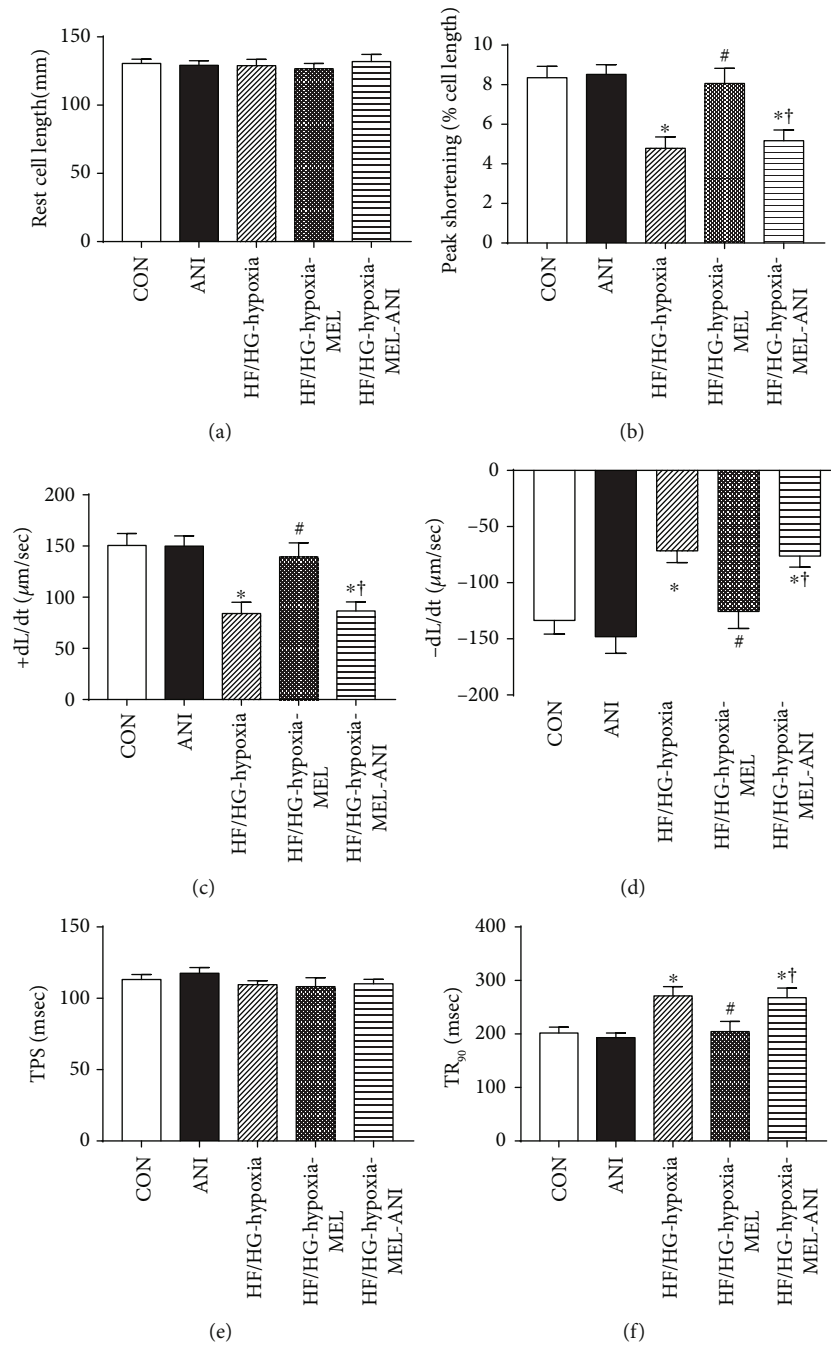 Rest cell length(mm)
150
100
50
0
CON
ANI
HF/HG-hypoxia
HF/HG-hypoxia-
MEL
HF/HG-hypoxia-
MEL-ANI
(a)
Peak shortening (% cell length)
10
8
6
4
2
0
*
#
*†
CON
ANI
HF/HG-hypoxia
HF/HG-hypoxia-
MEL
HF/HG-hypoxia-
MEL-ANI
(b)
+dL/dt (μm/sec)
200
150
100
50
0
*
#
*†
CON
ANI
HF/HG-hypoxia
HF/HG-hypoxia-
MEL
HF/HG-hypoxia-
MEL-ANI
(c)
−dL/dt (μm/sec)
0
−50
−100
−150
−200
*
#
*†
CON
ANI
HF/HG-hypoxia
HF/HG-hypoxia-
MEL
HF/HG-hypoxia-
MEL-ANI
(d)
TPS (msec)
150
100
50
0
CON
ANI
HF/HG-hypoxia
HF/HG-hypoxia-
MEL
HF/HG-hypoxia-
MEL-ANI
(e)
TR90 (msec)
400
300
200
100
0
*
#
*†
CON
ANI
HF/HG-hypoxia
HF/HG-hypoxia-
MEL
HF/HG-hypoxia-
MEL-ANI
(f)